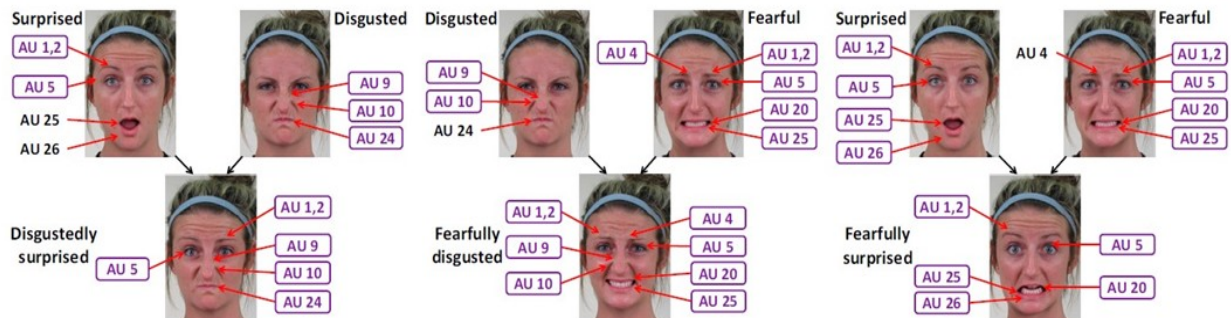 Surprised
AU 1,2
AU 5
AU 25
AU 26
Disgusted
AU 9
AU 10
AU 24
Disgustedly
surprised
AU 5
AU 1,2
AU 9
AU 10
AU 24
Disgusted
AU 9
AU 10
AU 24
Fearful
AU 4
AU 1,2
AU 5
AU 20
AU 25
Fearfully
disgusted
AU 1,2
AU 9
AU 10
AU 4
AU 5
AU 20
AU 25
Surprised
AU 1,2
AU 5
AU 25
AU 26
Fearful
AU 4
AU 1,2
AU 5
AU 20
AU 25
Fearfully
surprised
AU 1,2
AU 25
AU 26
AU 5
AU 20